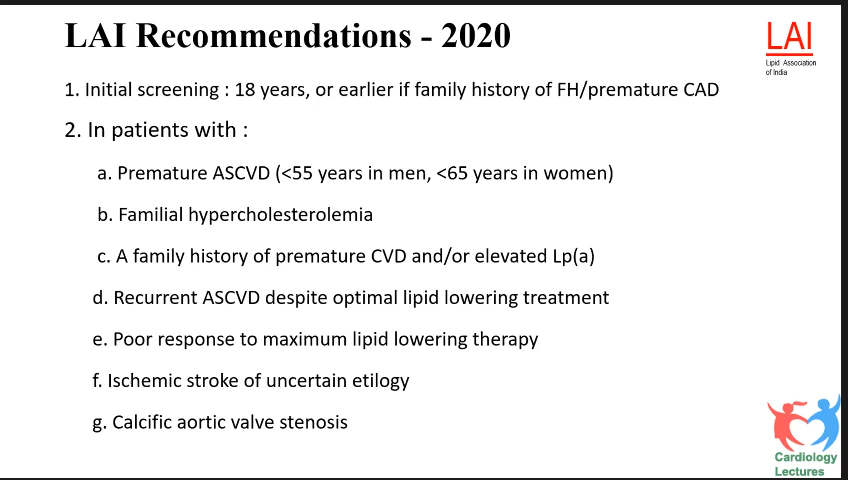 LAI Recommendations - 2020
LAI
Lipid Association
of India
1. Initial screening : 18 years, or earlier if family history of FH/premature CAD
2. In patients with :
a. Premature ASCVD (<55 years in men, <65 years in women)
b. Familial hypercholesterolemia
c. A family history of premature CVD and/or elevated Lp(a)
d. Recurrent ASCVD despite optimal lipid lowering treatment
e. Poor response to maximum lipid lowering therapy
f. Ischemic stroke of uncertain etilogy
g. Calcific aortic valve stenosis
Cardiology
Lectures